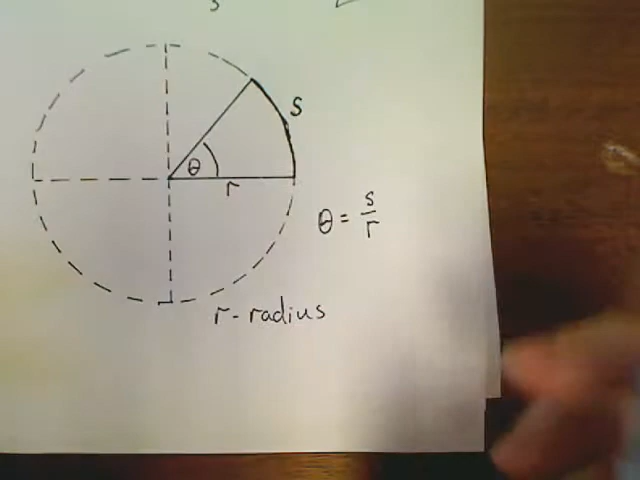 s
s
θ
r
θ = s/r
r - radius